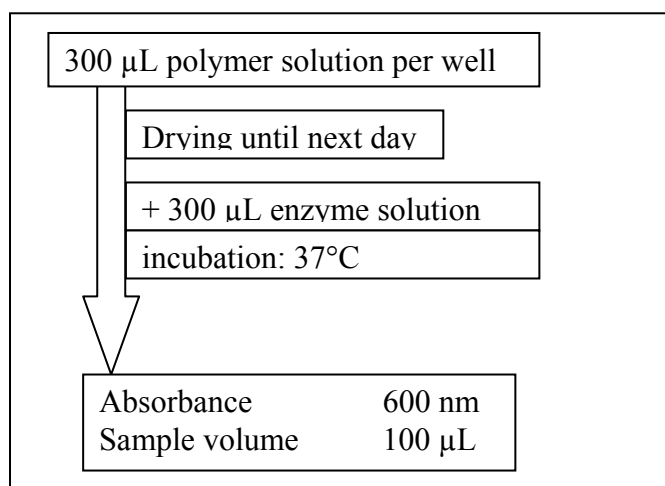 300 µL polymer solution per well
Drying until next day
+ 300 µL enzyme solution
incubation: 37°C
Absorbance 600 nm
Sample volume 100 µL